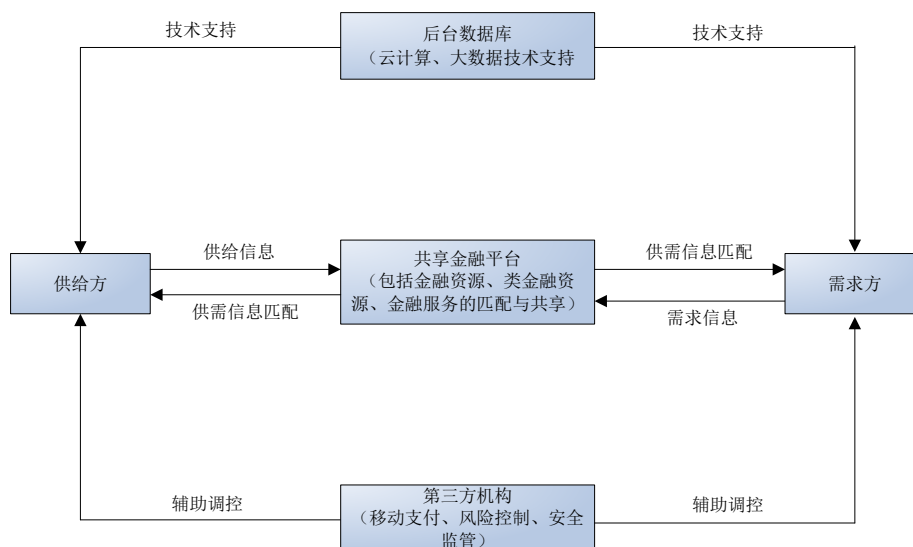 技术支持
后台数据库
（云计算、大数据技术支持
技术支持
供给信息
共享金融平台
（包括金融资源、类金融资
源、金融服务的匹配与共享）
供需信息匹配
供给方
需求方
供需信息匹配
需求信息
辅助调控
第三方机构
（移动支付、风险控制、安全
监管）
辅助调控